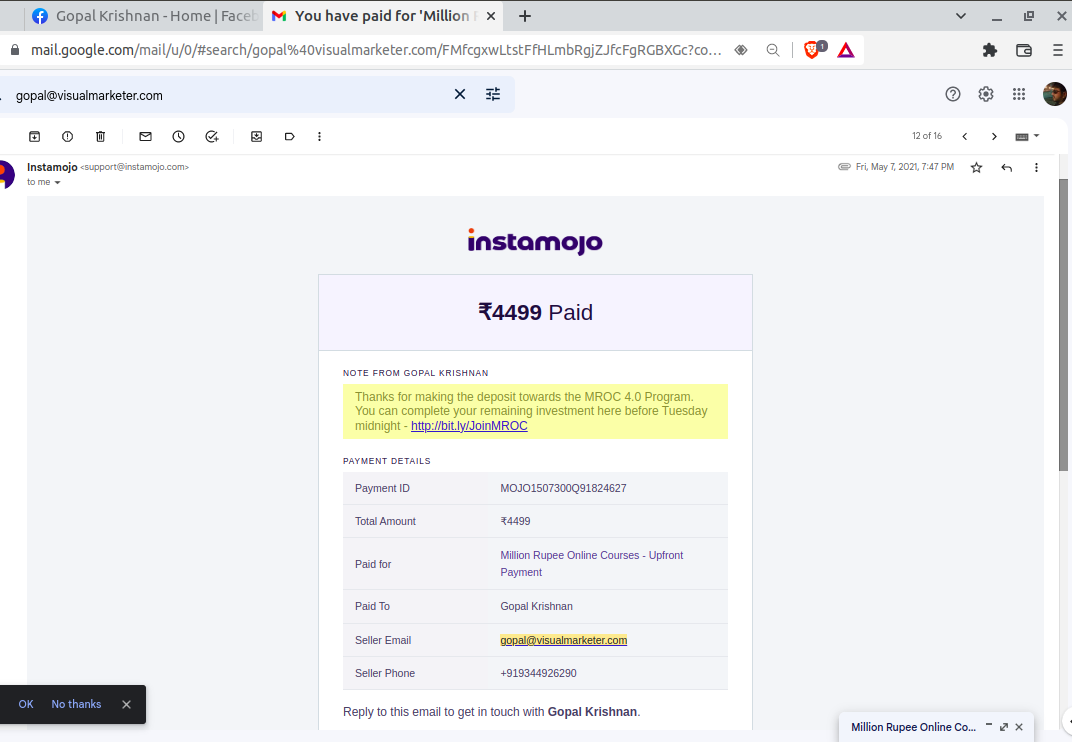 Gopal Krishnan - Home | Faceb
You have paid for 'Million R
mail.google.com/mail/u/0/#search/gopal%40visualmarketer.com/FMfcgxwLtstFfHLmbRgjZJfcFgRGBXGc?co...
1
gopal@visualmarketer.com
12 of 16
Instamojo <support@instamojo.com>
Fri, May 7, 2021, 7:47 PM
to me
instamojo
₹4499 Paid
NOTE FROM GOPAL KRISHNAN
Thanks for making the deposit towards the MROC 4.0 Program.
You can complete your remaining investment here before Tuesday
midnight - http://bit.ly/JoinMROC
PAYMENT DETAILS
Payment ID MOJO1507300Q91824627
Total Amount ₹4499
Paid for Million Rupee Online Courses - Upfront
Payment
Paid To Gopal Krishnan
Seller Email gopal@visualmarketer.com
Seller Phone +919344926290
Reply to this email to get in touch with Gopal Krishnan.
OK No thanks
Million Rupee Online Co...